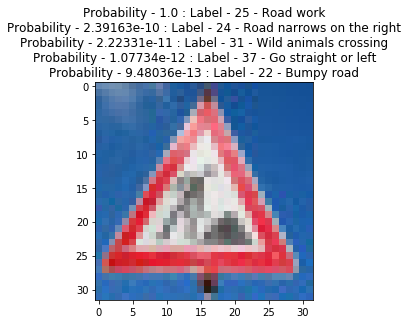 Probability - 1.0 : Label - 25 - Road work
Probability - 2.39163e-10 : Label - 24 - Road narrows on the right
Probability - 2.22331e-11 : Label - 31 - Wild animals crossing
Probability - 1.07734e-12 : Label - 37 - Go straight or left
Probability - 9.48036e-13 : Label - 22 - Bumpy road
0
5
10
15
20
25
30
0 5 10 15 20 25 30